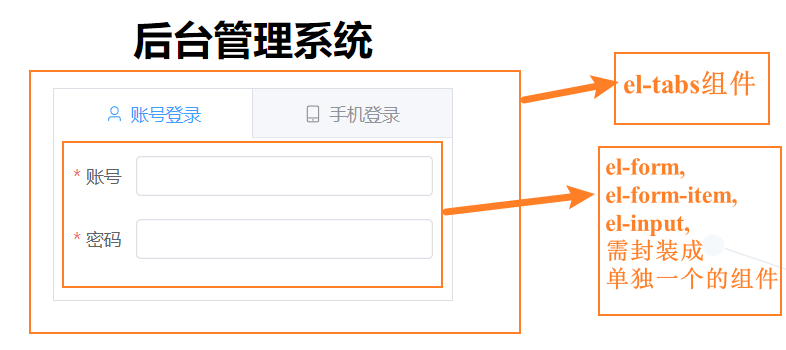 后台管理系统
账号登录 手机登录
* 账号
* 密码
el-tabs组件
el-form,
el-form-item,
el-input,
需封装成
单独一个的组件